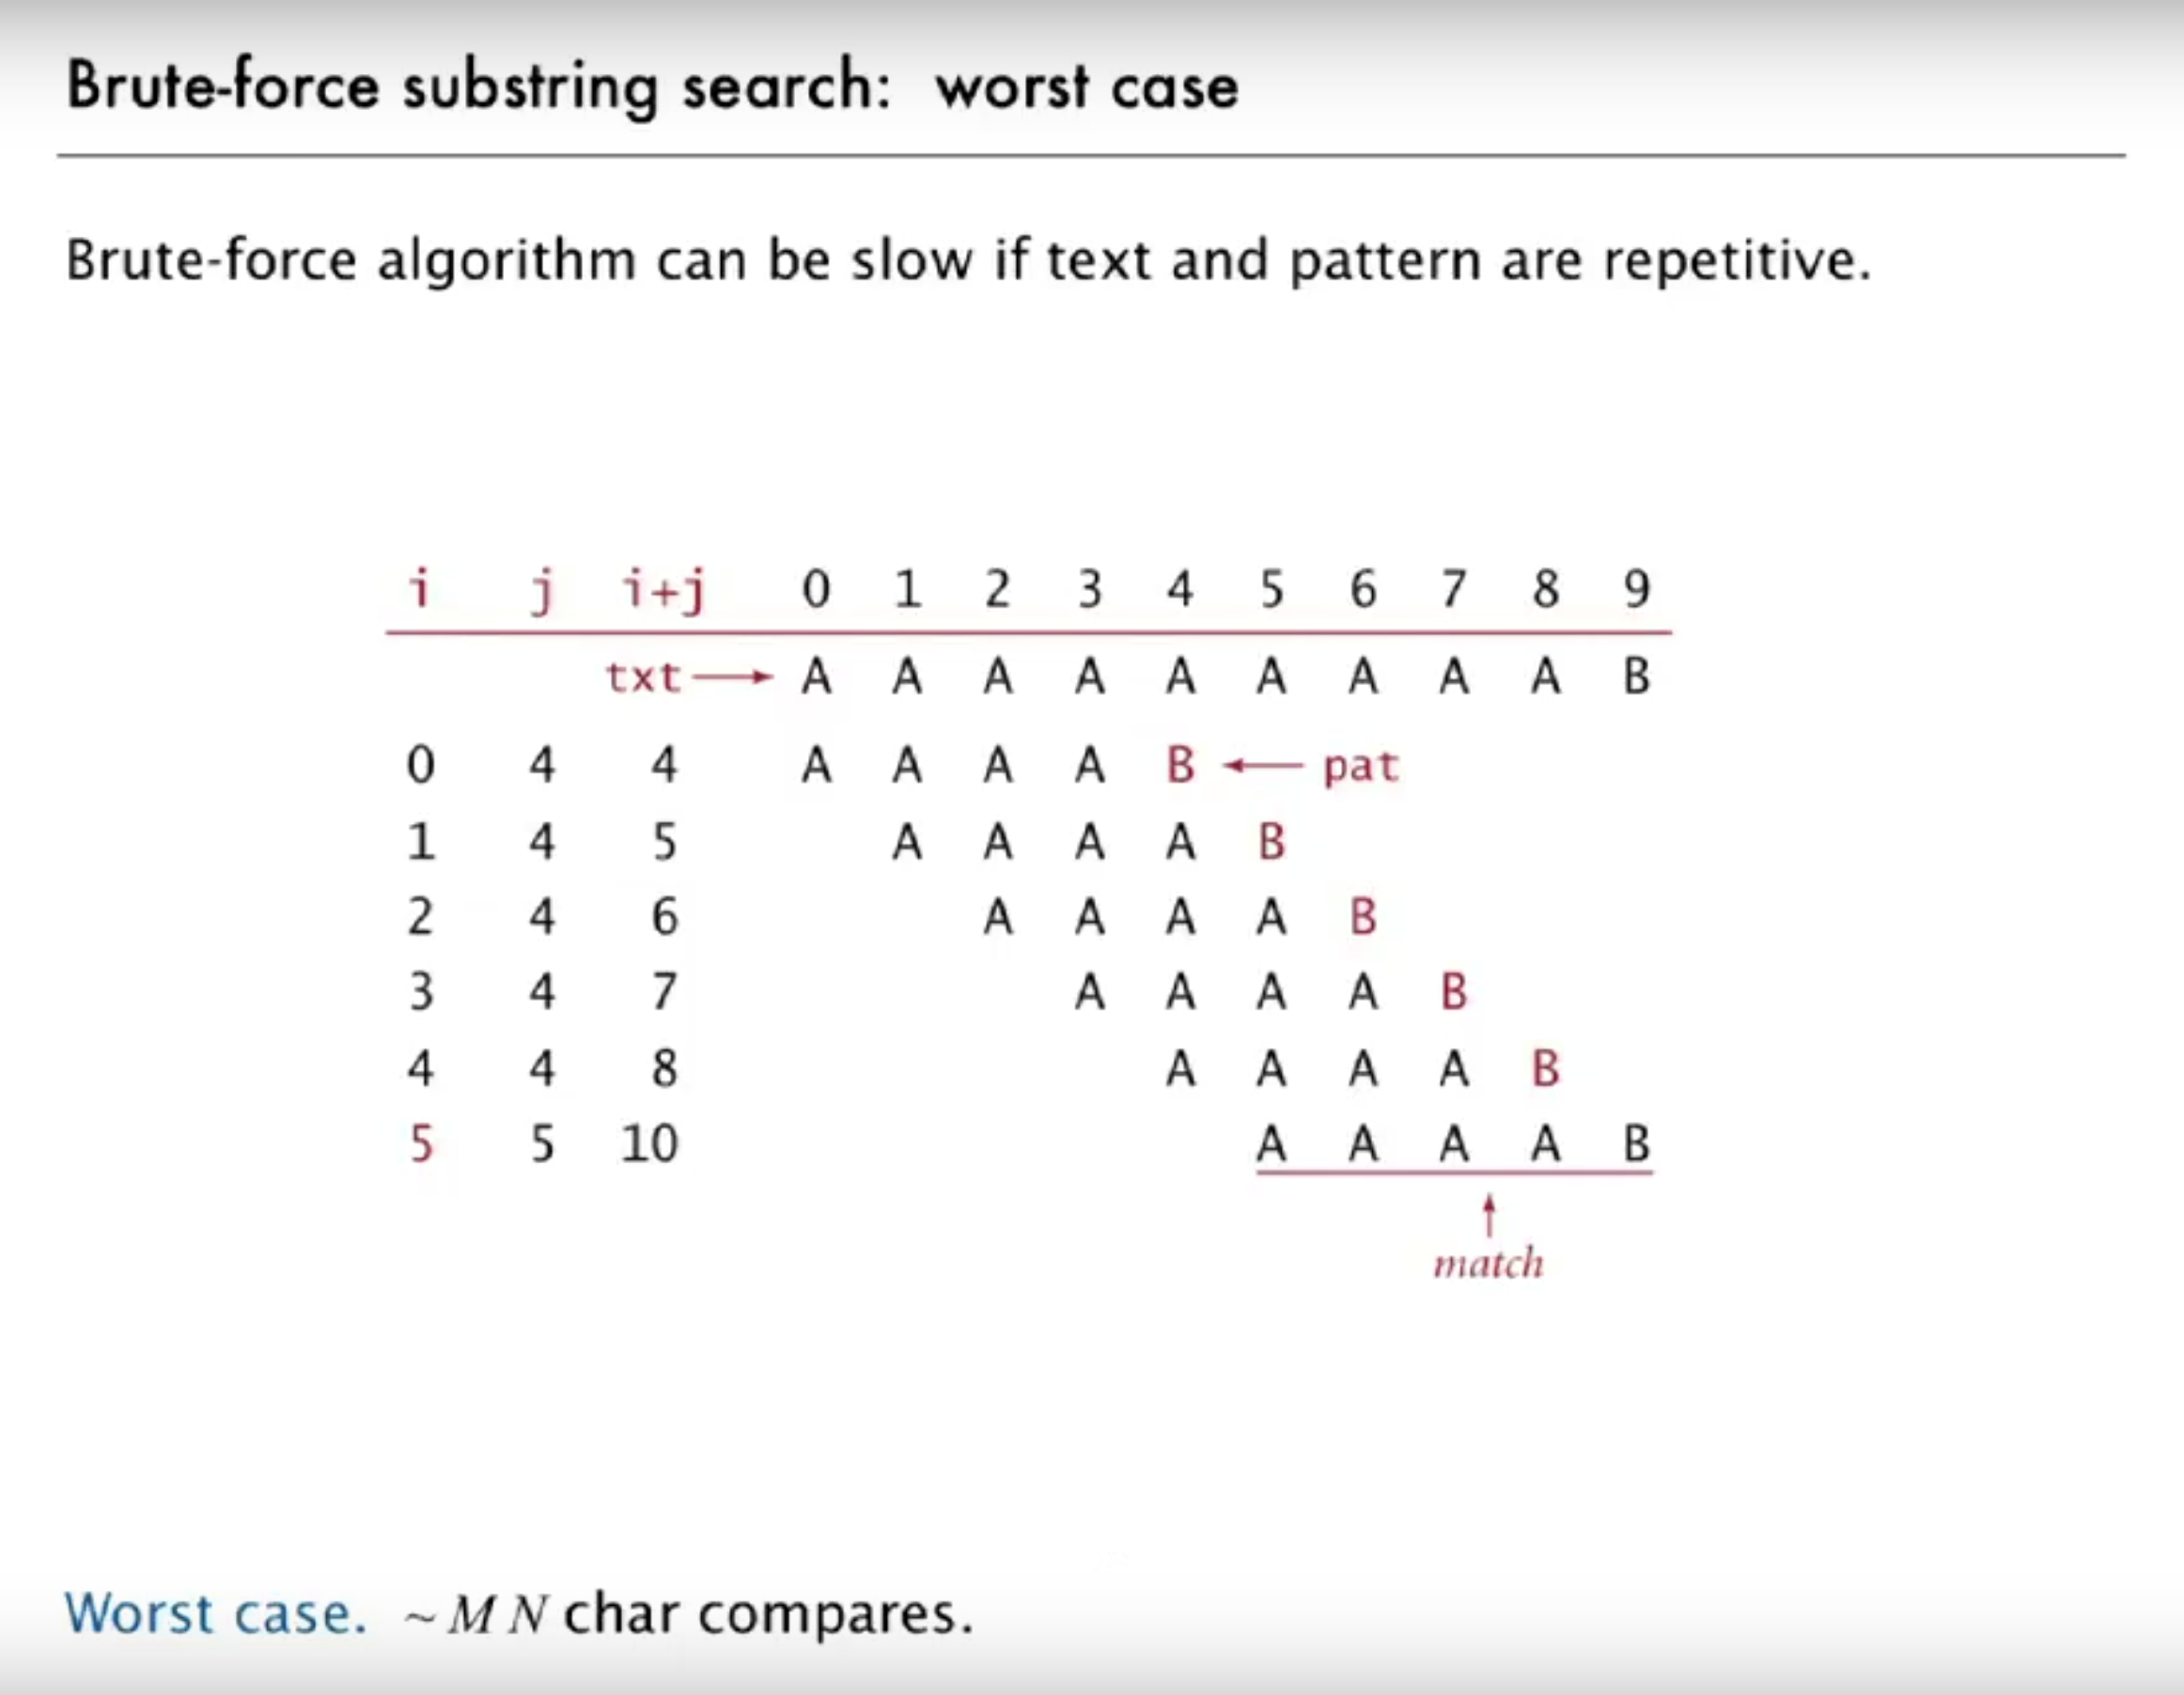 Brute-force substring search: worst case
Brute-force algorithm can be slow if text and pattern are repetitive.
i j i+j 0 1 2 3 4 5 6 7 8 9
txt → A A A A A A A A A B
0 4 4 A A A A B ← pat
1 4 5 A A A A B
2 4 6 A A A A B
3 4 7 A A A A B
4 4 8 A A A A B
5 5 10 A A A A B
↑
match
Worst case. ~ M N char compares.